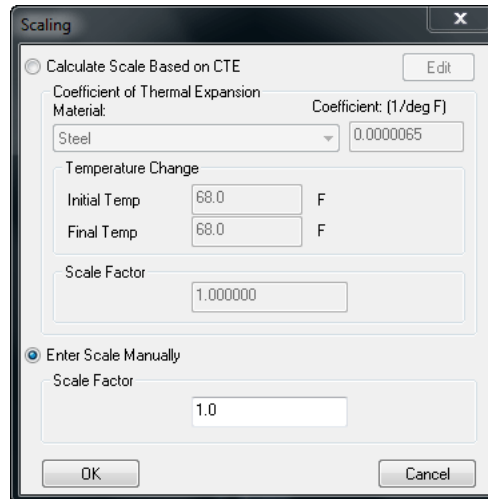 Scaling
x
Calculate Scale Based on CTE
Edit
Coefficient of Thermal Expansion
Material:
Coefficient: (1/deg F)
Steel
0.0000065
Temperature Change
Initial Temp
68.0
F
Final Temp
68.0
F
Scale Factor
1.000000
Enter Scale Manually
Scale Factor
1.0
OK
Cancel